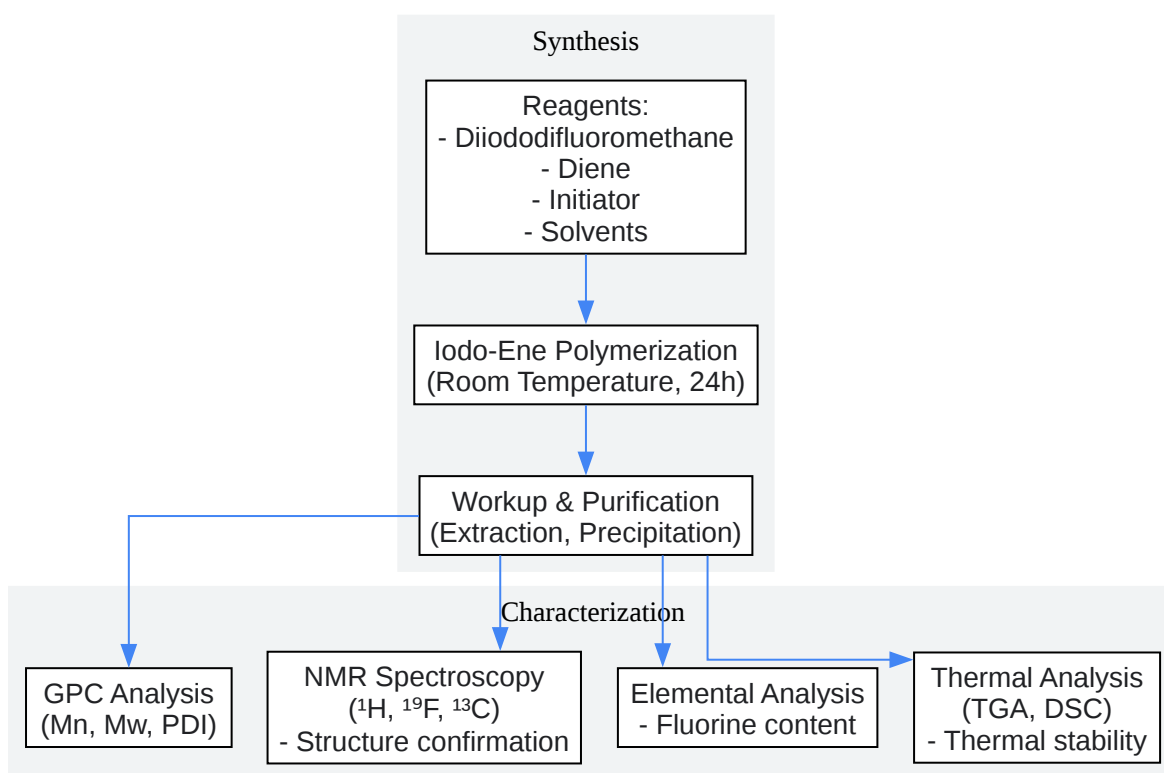 Synthesis
Reagents:
- Diiododifluoromethane
- Diene
- Initiator
- Solvents
Iodo-Ene Polymerization
(Room Temperature, 24h)
Workup & Purification
(Extraction, Precipitation)
Characterization
GPC Analysis
(Mn, Mw, PDI)
NMR Spectroscopy
(¹H, ¹⁹F, ¹³C)
- Structure confirmation
Elemental Analysis
- Fluorine content
Thermal Analysis
(TGA, DSC)
- Thermal stability